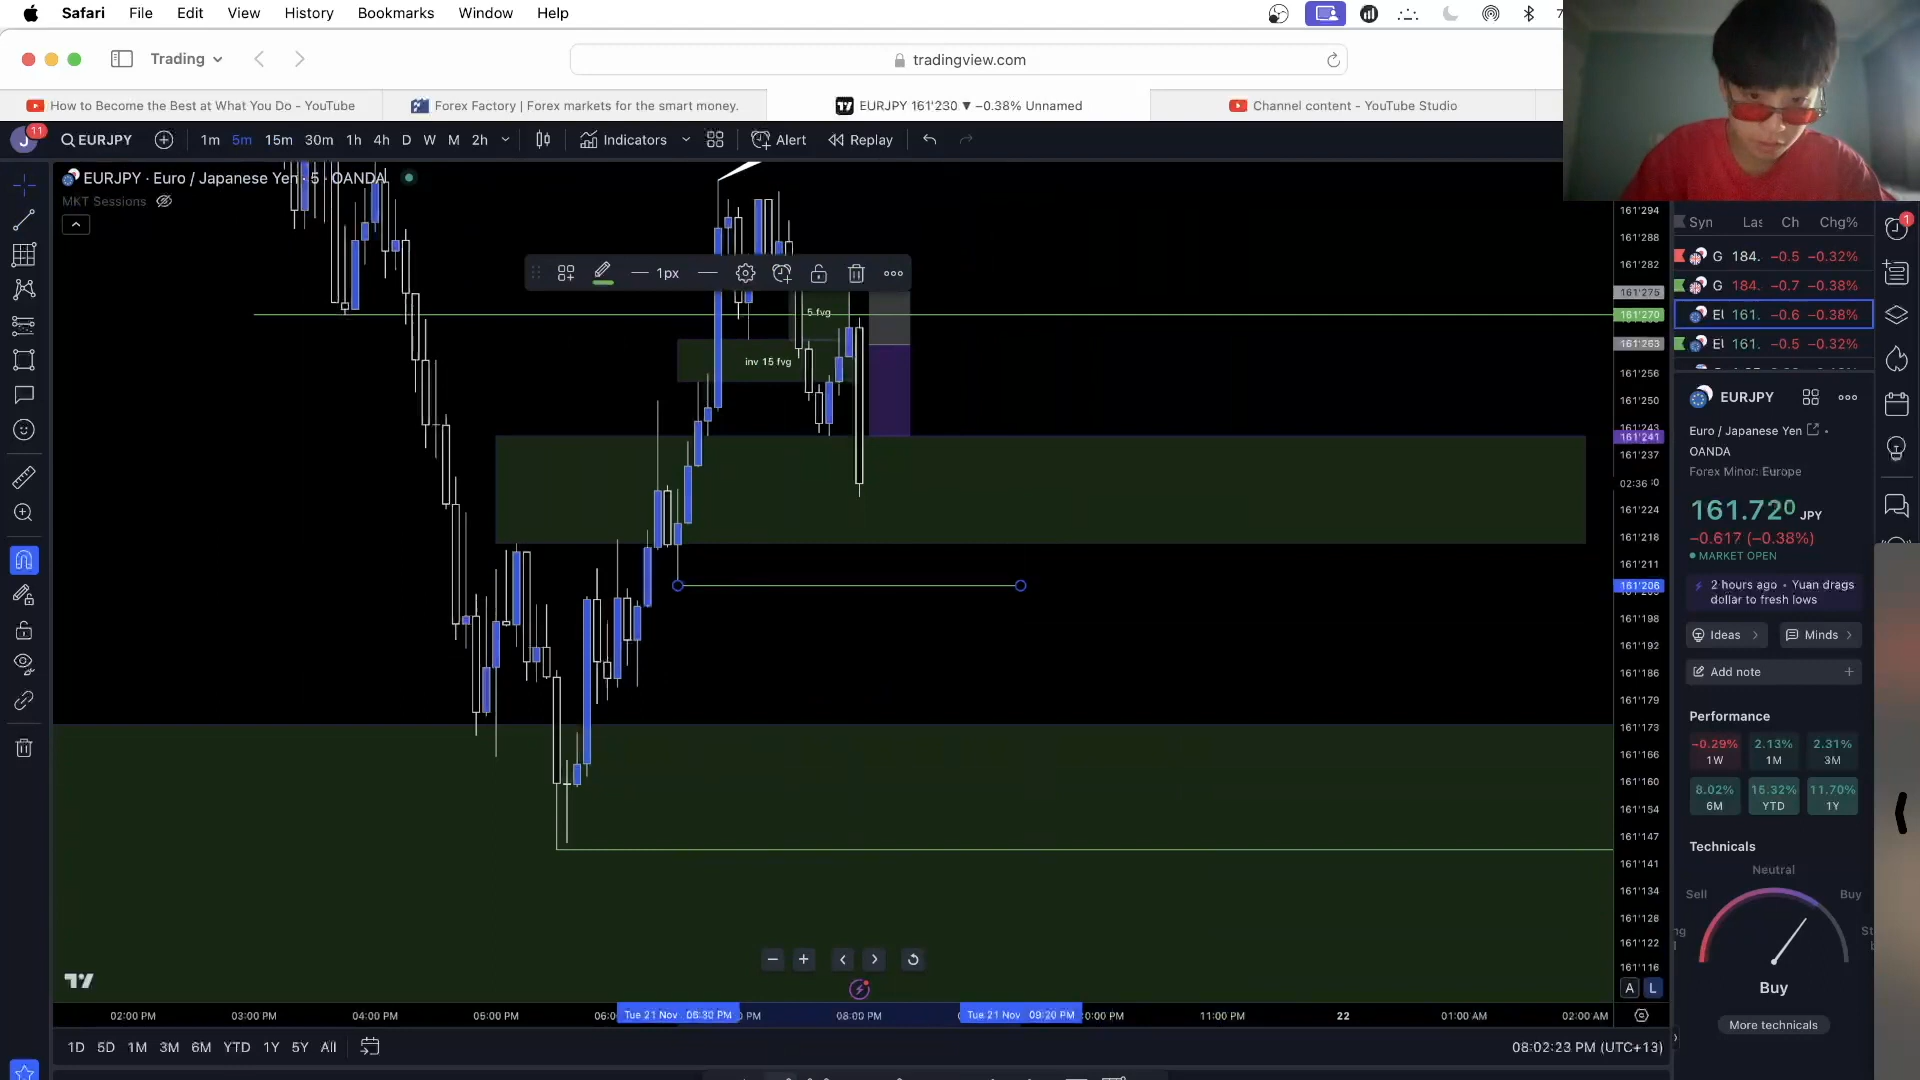 Safari File Edit View History Bookmarks Window Help
Trading
tradingview.com
How to Become the Best at What You Do - YouTube
Forex Factory | Forex markets for the smart money.
EURJPY 161'230 ▼ −0.38% Unnamed
Channel content - YouTube Studio
J 11 EURJPY 1m 5m 15m 30m 1h 4h D W M 2h Indicators Alert Replay
EURJPY · Euro / Japanese Yen · 5 · OANDA
MKT Sessions
1px
5 fvg
inv 15 fvg
161'294
161'288
161'282
161'275
161'270
161'263
161'256
161'250
161'243
161'241
161'237
02:36
161'224
161'218
161'211
161'206
161'198
161'192
161'186
161'179
161'173
161'166
161'160
161'154
161'147
161'141
161'134
161'128
161'122
161'116
A L
02:00 PM 03:00 PM 04:00 PM 05:00 PM Tue 21 Nov 08:00 PM Tue 21 Nov 09:20 PM 11:00 PM 22 01:00 AM 02:00 AM
1D 5D 1M 3M 6M YTD 1Y 5Y All
08:02:23 PM (UTC+13)
Syn Las Ch Chg%
G 184. −0.5 −0.32%
G 184. −0.7 −0.38%
161. −0.6 −0.38%
161. −0.5 −0.32%
1
EURJPY
Euro / Japanese Yen
OANDA
Forex Minor: Europe
161.720 JPY
−0.617 (−0.38%)
MARKET OPEN
2 hours ago • Yuan drags
dollar to fresh lows
Ideas Minds
Add note
Performance
−0.29% 2.13% 2.31%
1W 1M 3M
8.02% 15.32% 11.70%
6M YTD 1Y
Technicals
Neutral
Sell Buy
Buy
More technicals